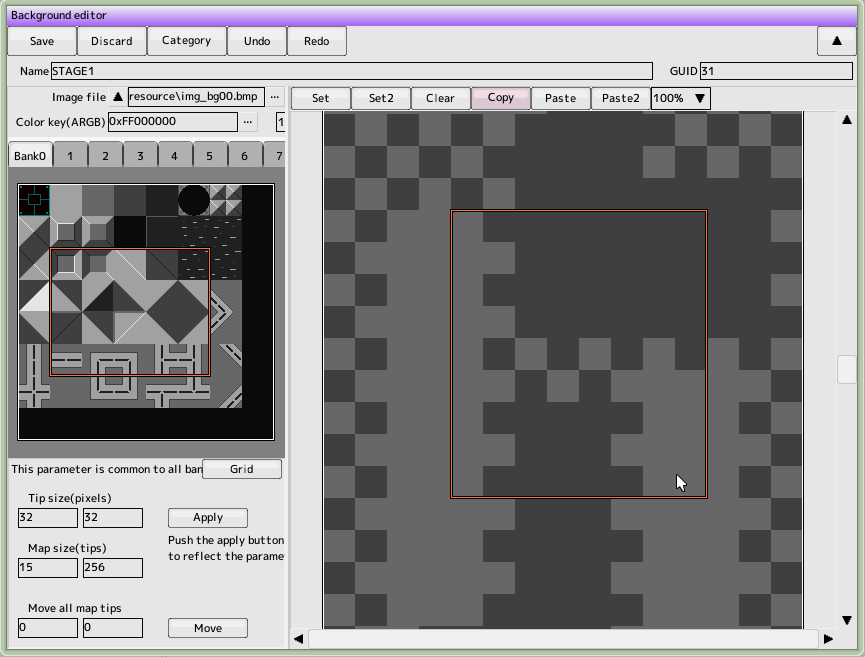 Background editor
Save Discard Category Undo Redo ▲
Name STAGE1 GUID 31
Image file ▲ resource\img_bg00.bmp ...
Color key(ARGB) 0xFF000000 ... 1
Set Set2 Clear Copy Paste Paste2 100% ▼
Bank0 1 2 3 4 5 6 7
This parameter is common to all ban
Grid
Tip size(pixels)
32 32 Apply
Push the apply button
to reflect the parame
Map size(tips)
15 256
Move all map tips
0 0 Move